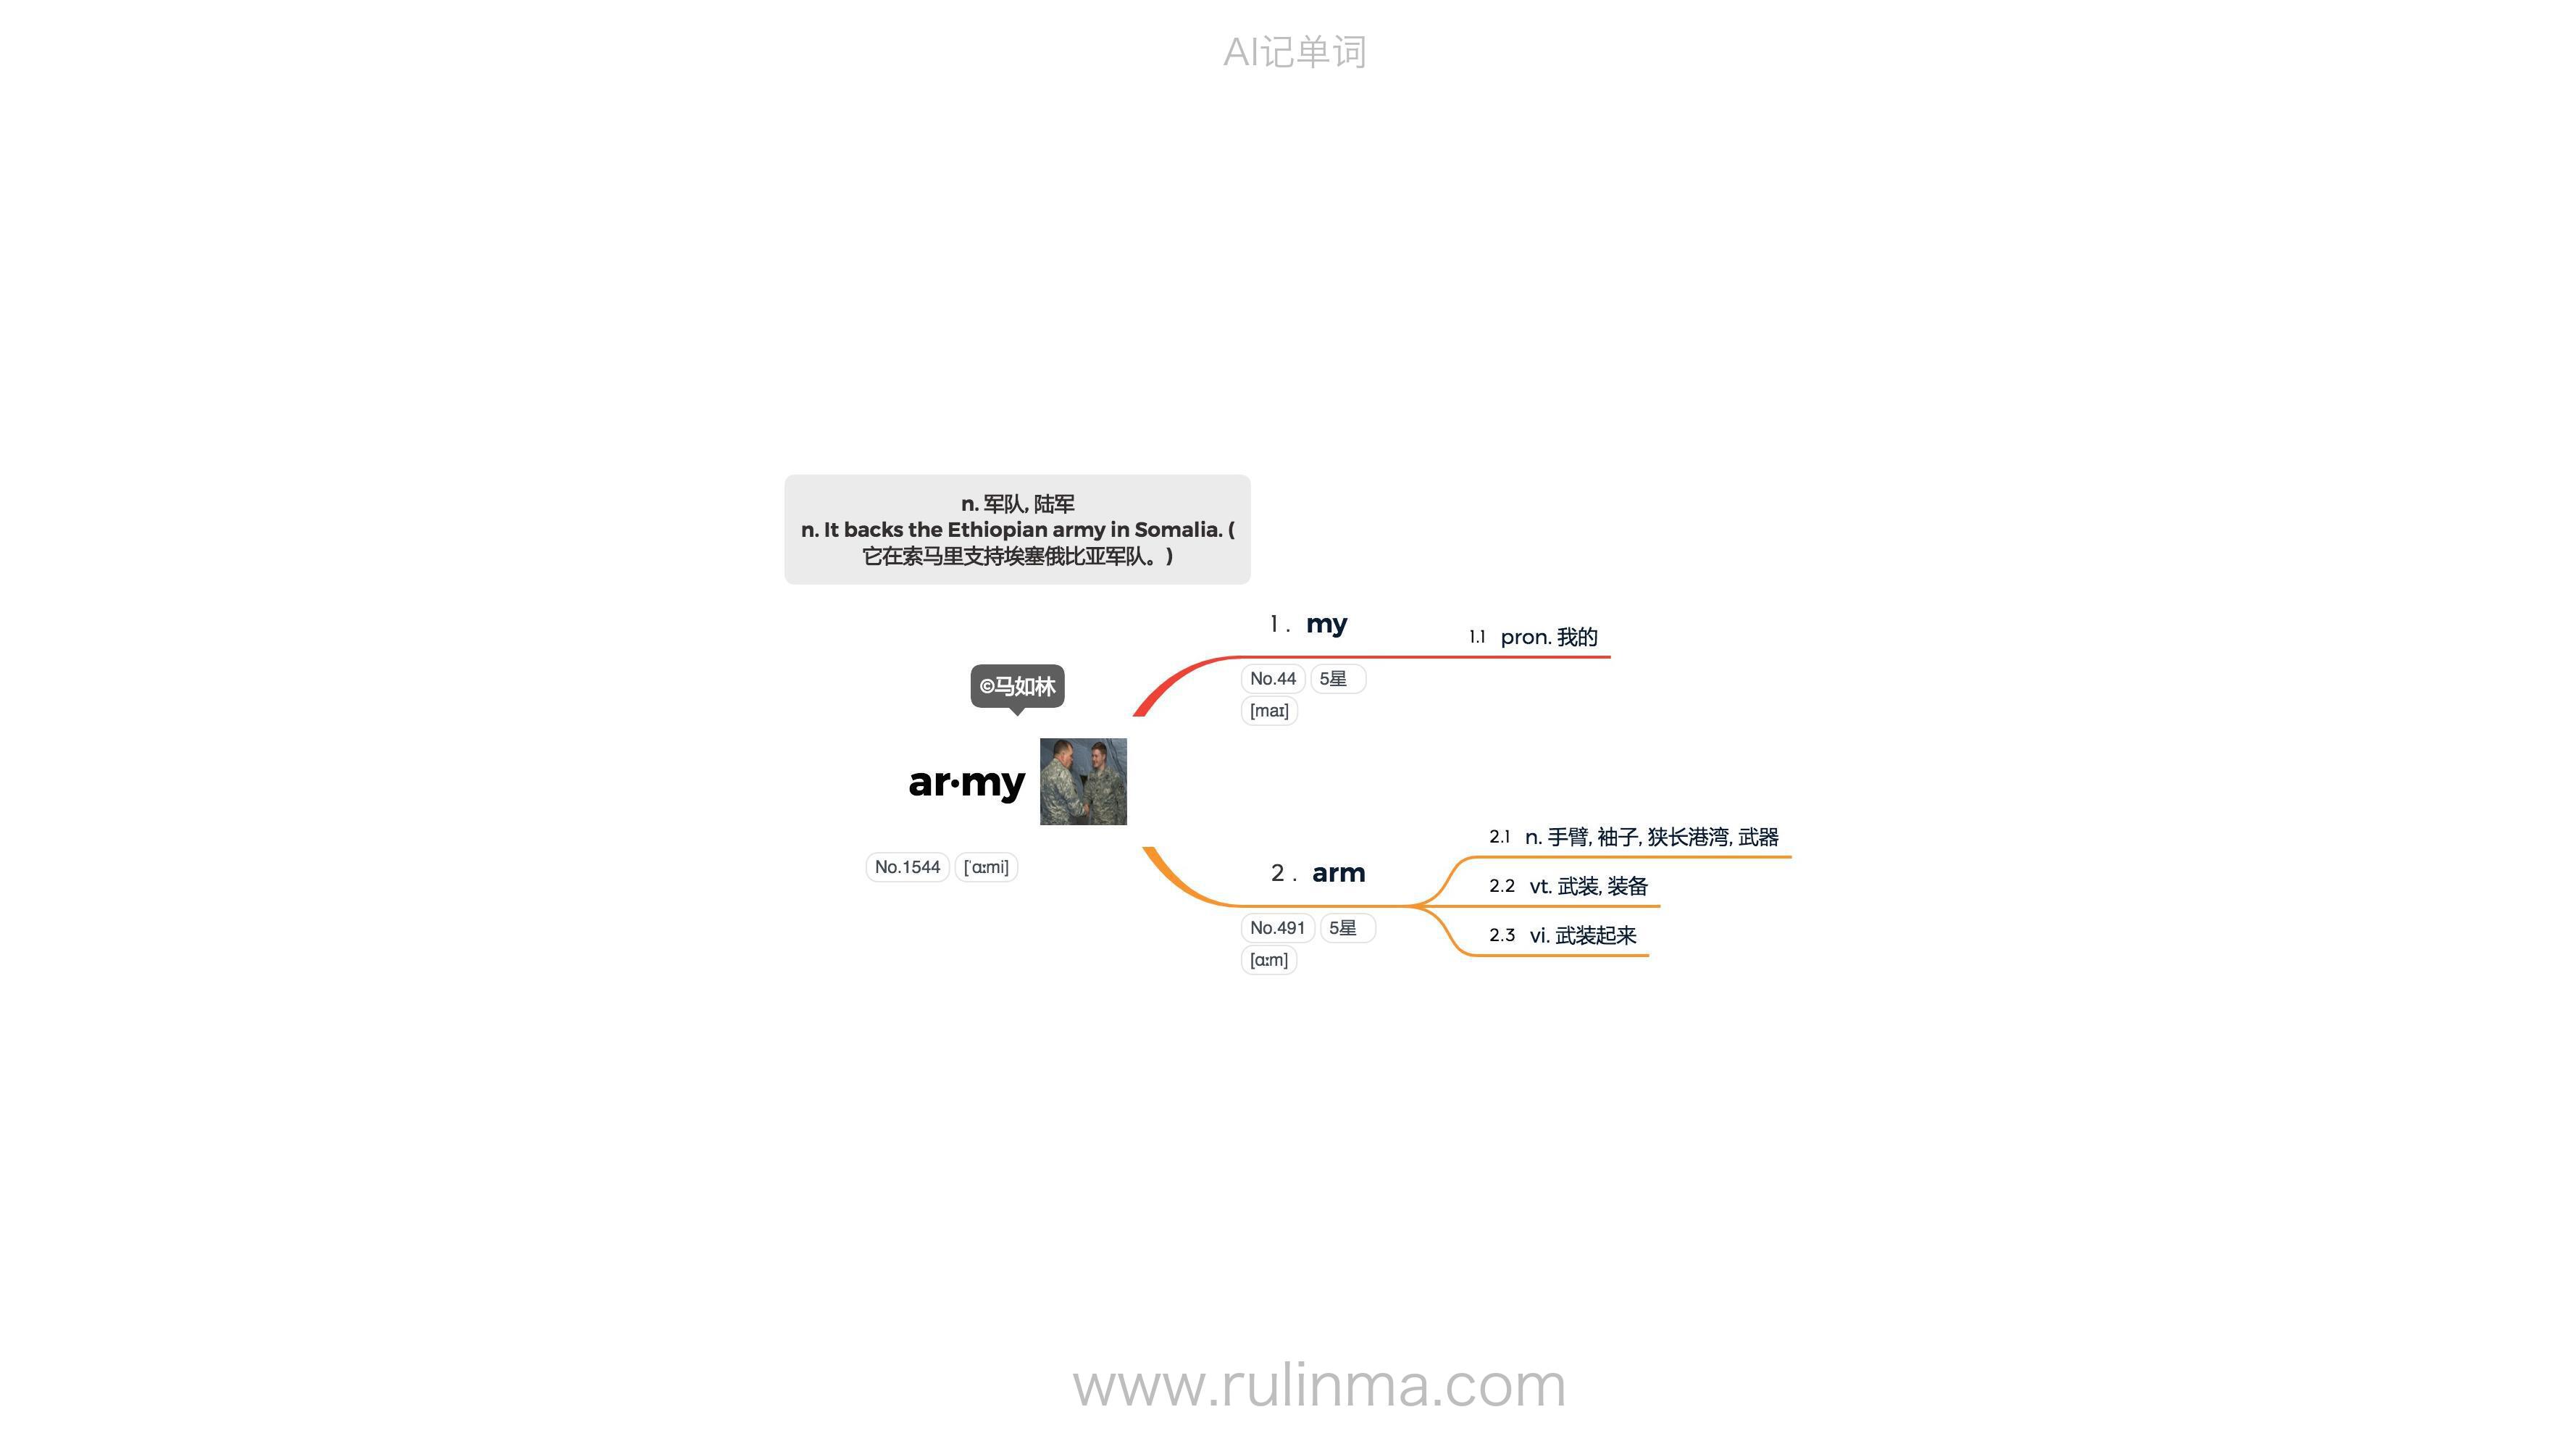 AI记单词
n. 军队, 陆军
n. It backs the Ethiopian army in Somalia. (
它在索马里支持埃塞俄比亚军队。)
1. my
1.1 pron. 我的
No.44 5星
[maɪ]
©马如林
ar·my
No.1544 [ˈɑːmi]
2. arm
No.491 5星
[ɑːm]
2.1 n. 手臂, 袖子, 狭长港湾, 武器
2.2 vt. 武装, 装备
2.3 vi. 武装起来
www.rulinma.com